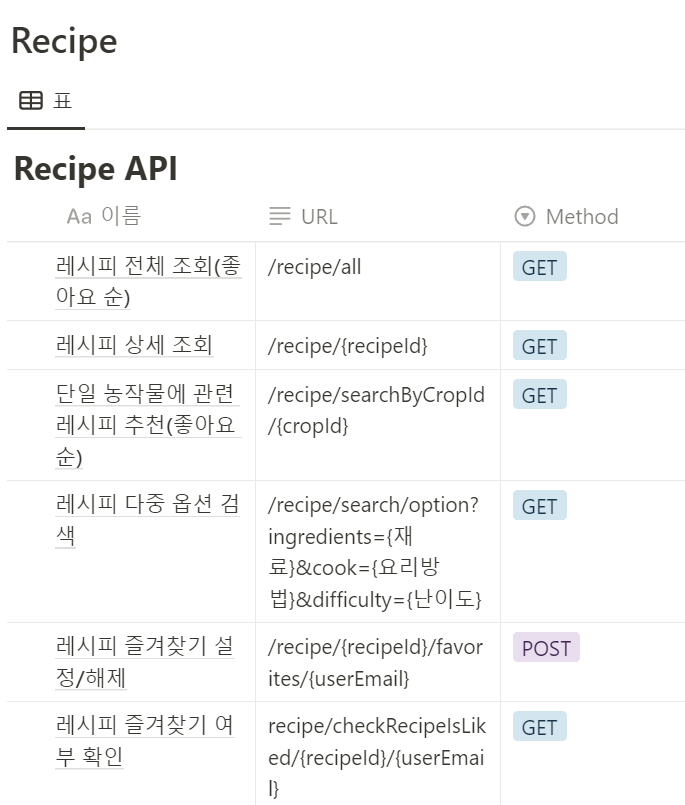 Recipe
표
Recipe API
Aa 이름 URL Method
레시피 전체 조회(좋 /recipe/all GET
아요 순)
레시피 상세 조회 /recipe/{recipeId} GET
단일 농작물에 관련 /recipe/searchByCropId GET
레시피 추천(좋아요 /{cropId}
순)
레시피 다중 옵션 검 /recipe/search/option? GET
색 ingredients={재
료}&cook={요리방
법}&difficulty={난이도}
레시피 즐겨찾기 설 /recipe/{recipeId}/favor POST
정/해제 ites/{userEmail}
레시피 즐겨찾기 여 recipe/checkRecipeIsLik GET
부 확인 ed/{recipeId}/{userEmai
l}